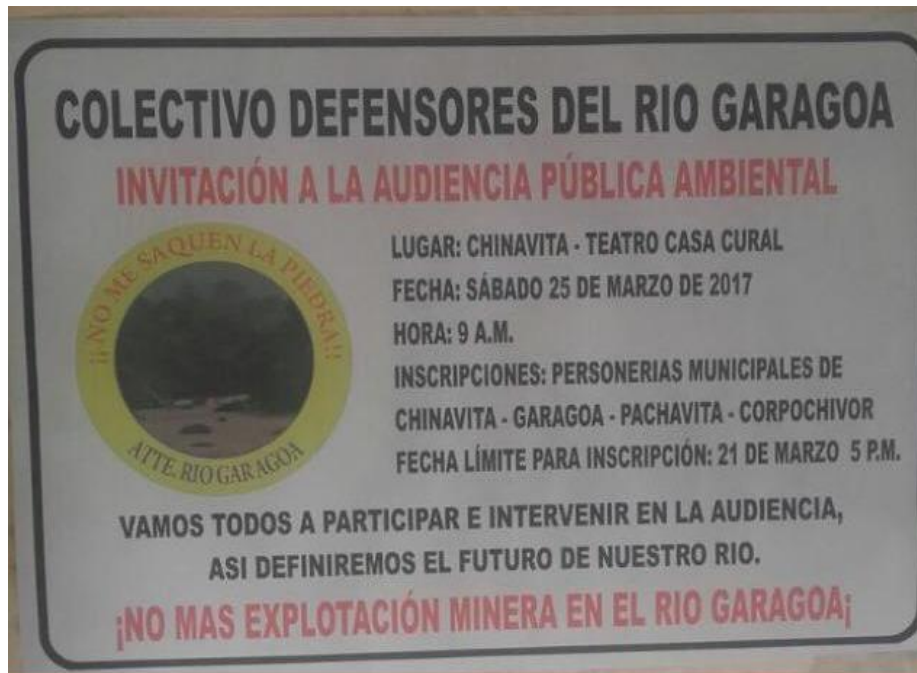 COLECTIVO DEFENSORES DEL RIO GARAGOA
INVITACIÓN A LA AUDIENCIA PÚBLICA AMBIENTAL
¡¡NO ME SAQUEN LA PIEDRA!!
ATTE. RIO GARAGOA
LUGAR: CHINAVITA - TEATRO CASA CURAL
FECHA: SÁBADO 25 DE MARZO DE 2017
HORA: 9 A.M.
INSCRIPCIONES: PERSONERIAS MUNICIPALES DE
CHINAVITA - GARAGOA - PACHAVITA - CORPOCHIVOR
FECHA LÍMITE PARA INSCRIPCIÓN: 21 DE MARZO 5 P.M.
VAMOS TODOS A PARTICIPAR E INTERVENIR EN LA AUDIENCIA,
ASI DEFINIREMOS EL FUTURO DE NUESTRO RIO.
¡NO MAS EXPLOTACIÓN MINERA EN EL RIO GARAGOA¡